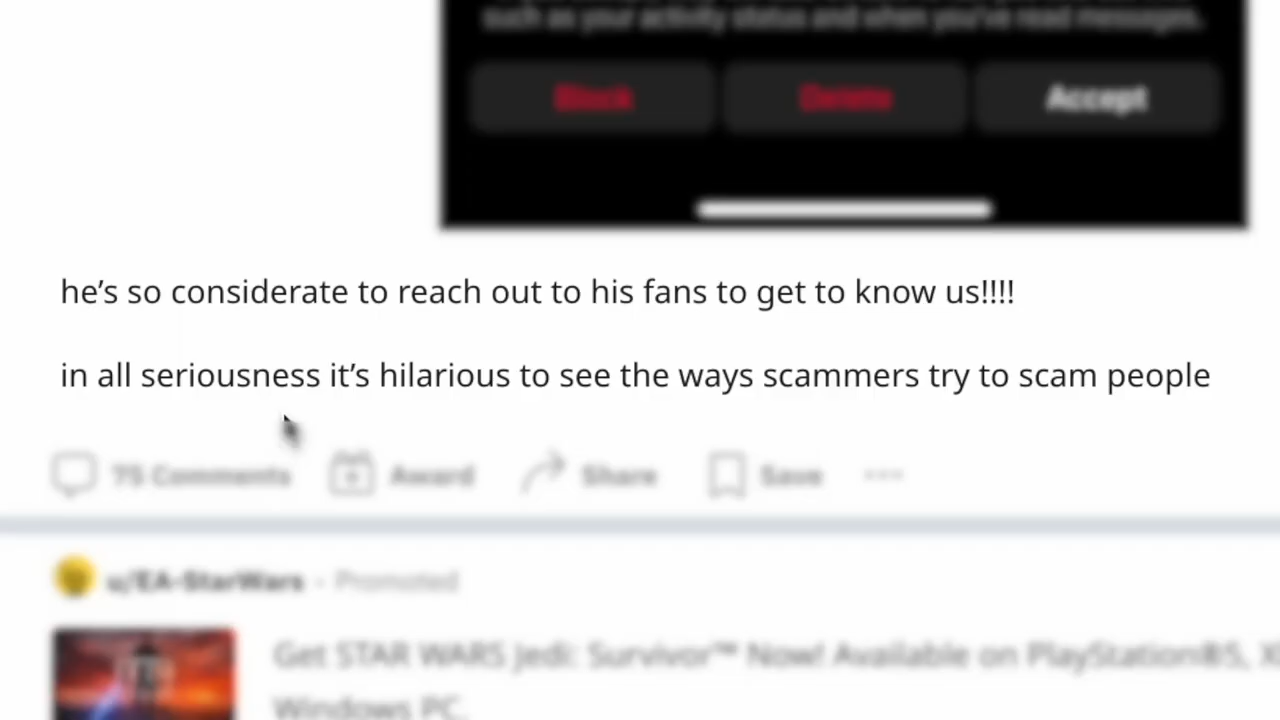 such as your activity status and when you've read messages.
Block Delete Accept
he's so considerate to reach out to his fans to get to know us!!!!
in all seriousness it's hilarious to see the ways scammers try to scam people
75 Comments Award Share Save ...
u/EA-StarWars · Promoted
Get STAR WARS Jedi: Survivor™ Now! Available on PlayStation®5, X
Windows PC.